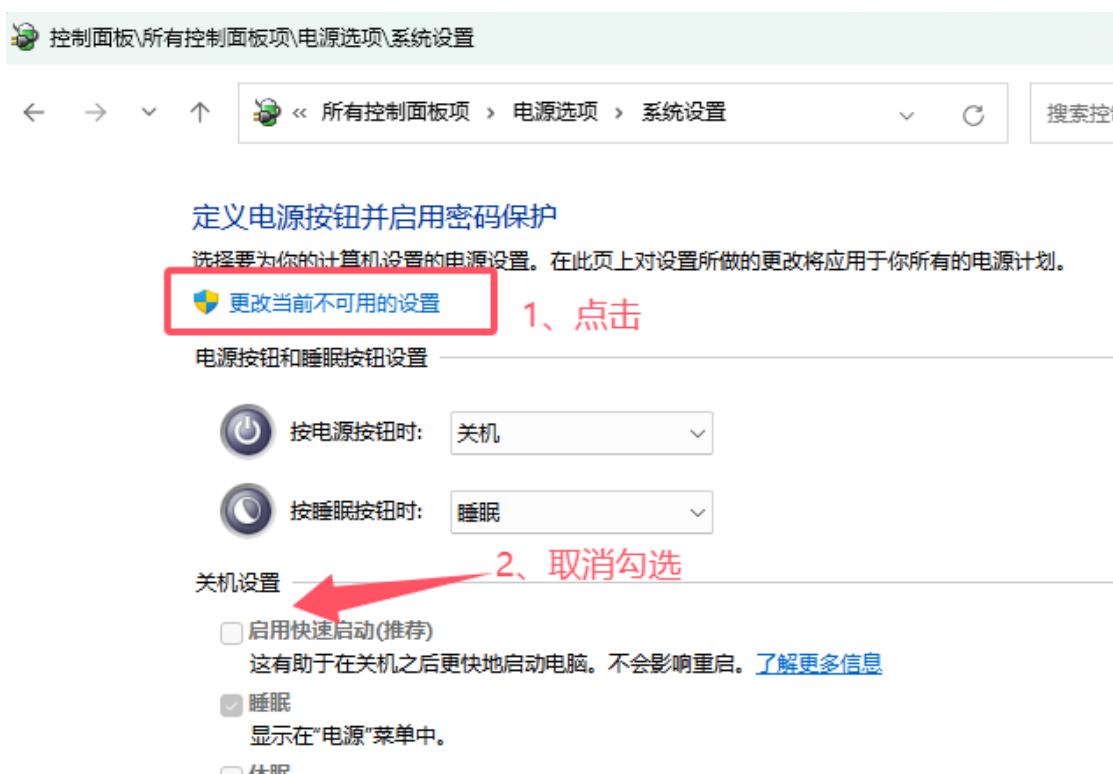 控制面板\所有控制面板项\电源选项\系统设置
« 所有控制面板项 › 电源选项 › 系统设置
搜索控
定义电源按钮并启用密码保护
选择要为你的计算机设置的电源设置。在此页上对设置所做的更改将应用于你所有的电源计划。
更改当前不可用的设置
1、点击
电源按钮和睡眠按钮设置
按电源按钮时: 关机
按睡眠按钮时: 睡眠
2、取消勾选
关机设置
启用快速启动(推荐)
这有助于在关机之后更快地启动电脑。不会影响重启。了解更多信息
睡眠
显示在“电源”菜单中。
休眠